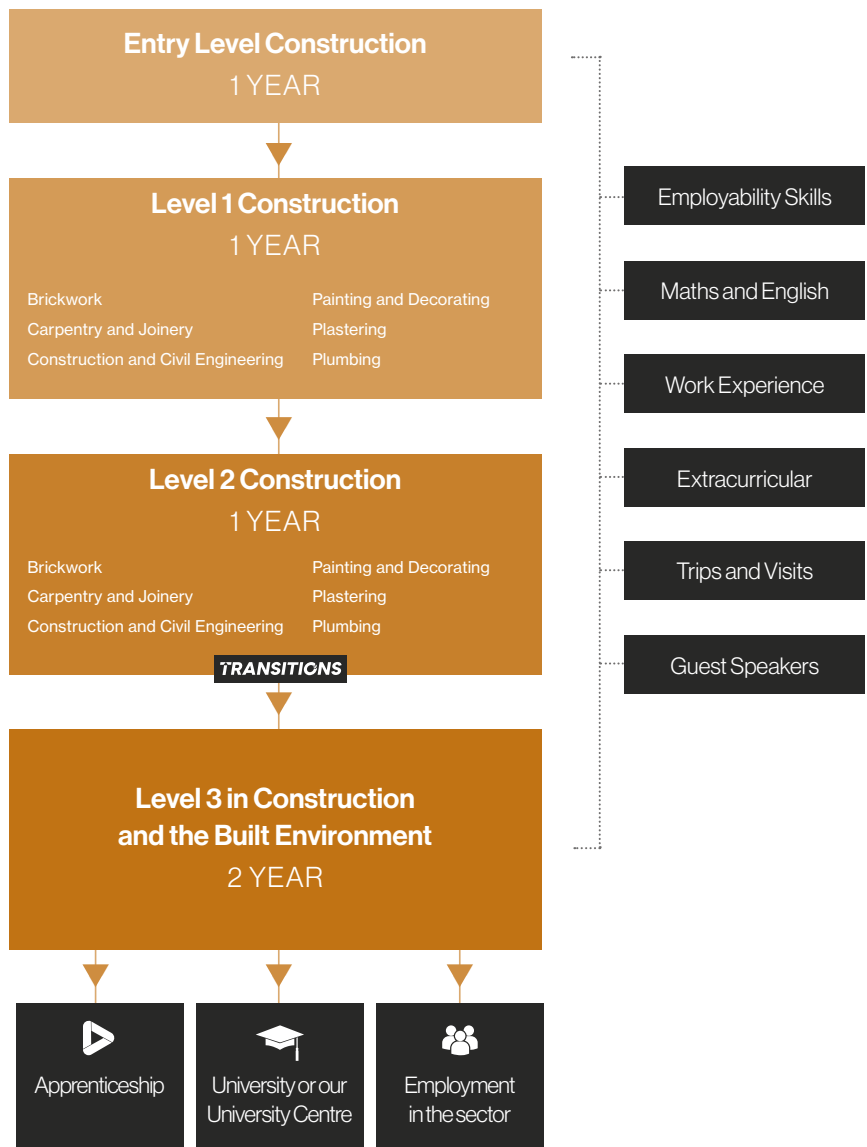 Entry Level Construction
1 YEAR
Level 1 Construction
1 YEAR
Brickwork
Carpentry and Joinery
Construction and Civil Engineering
Painting and Decorating
Plastering
Plumbing
Level 2 Construction
1 YEAR
Brickwork
Carpentry and Joinery
Construction and Civil Engineering
Painting and Decorating
Plastering
Plumbing
TRANSITIONS
Level 3 in Construction
and the Built Environment
2 YEAR
Apprenticeship
University or our
University Centre
Employment
in the sector
Employability Skills
Maths and English
Work Experience
Extracurricular
Trips and Visits
Guest Speakers